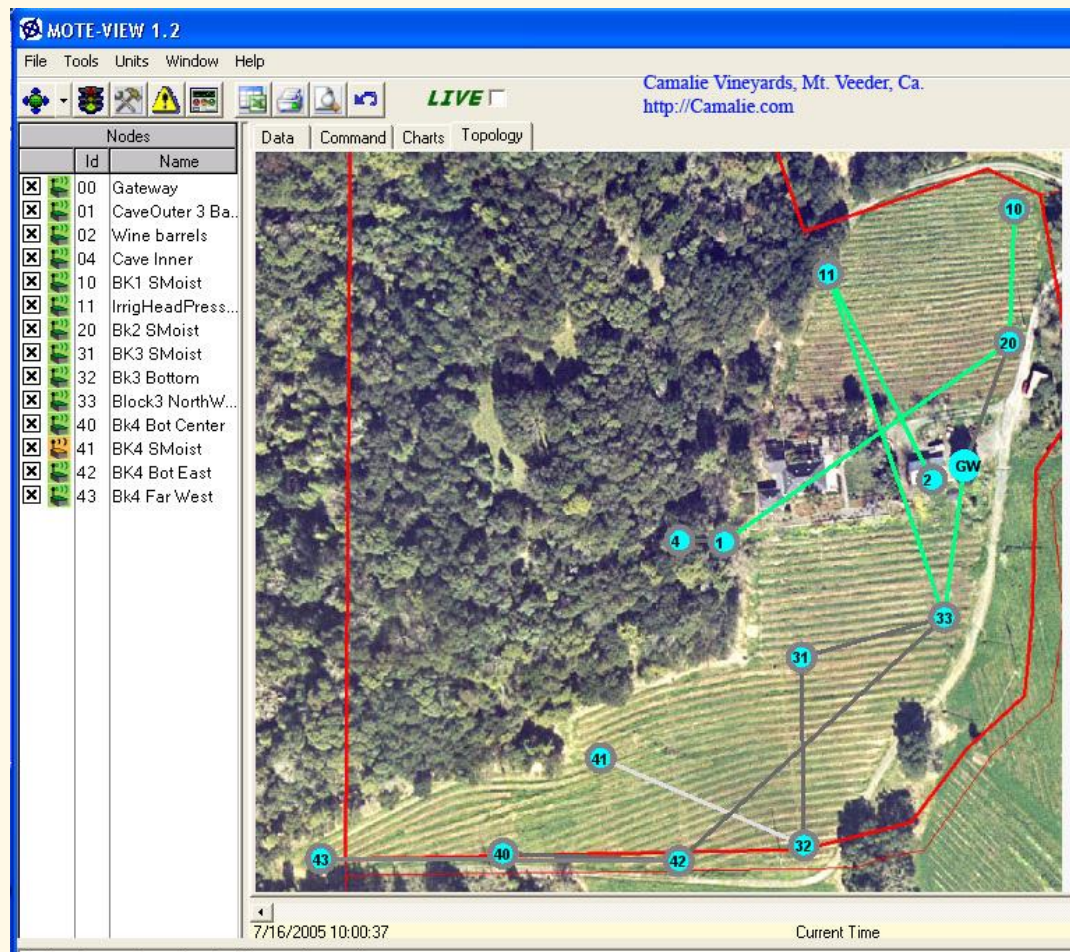 MOTE-VIEW 1.2
File Tools Units Window Help
LIVE
Camalie Vineyards, Mt. Veeder, Ca.
http://Camalie.com
Nodes
Id Name
00 Gateway
01 CaveOuter 3 Ba..
02 Wine barrels
04 Cave Inner
10 BK1 SMoist
11 IrrigHeadPress...
20 Bk2 SMoist
31 BK3 SMoist
32 Bk3 Bottom
33 Block3 NorthW...
40 Bk4 Bot Center
41 BK4 SMoist
42 BK4 Bot East
43 Bk4 Far West
Data Command Charts Topology
10
11
20
2 GW
4 1
33
31
41
32
43 40 42
7/16/2005 10:00:37 Current Time